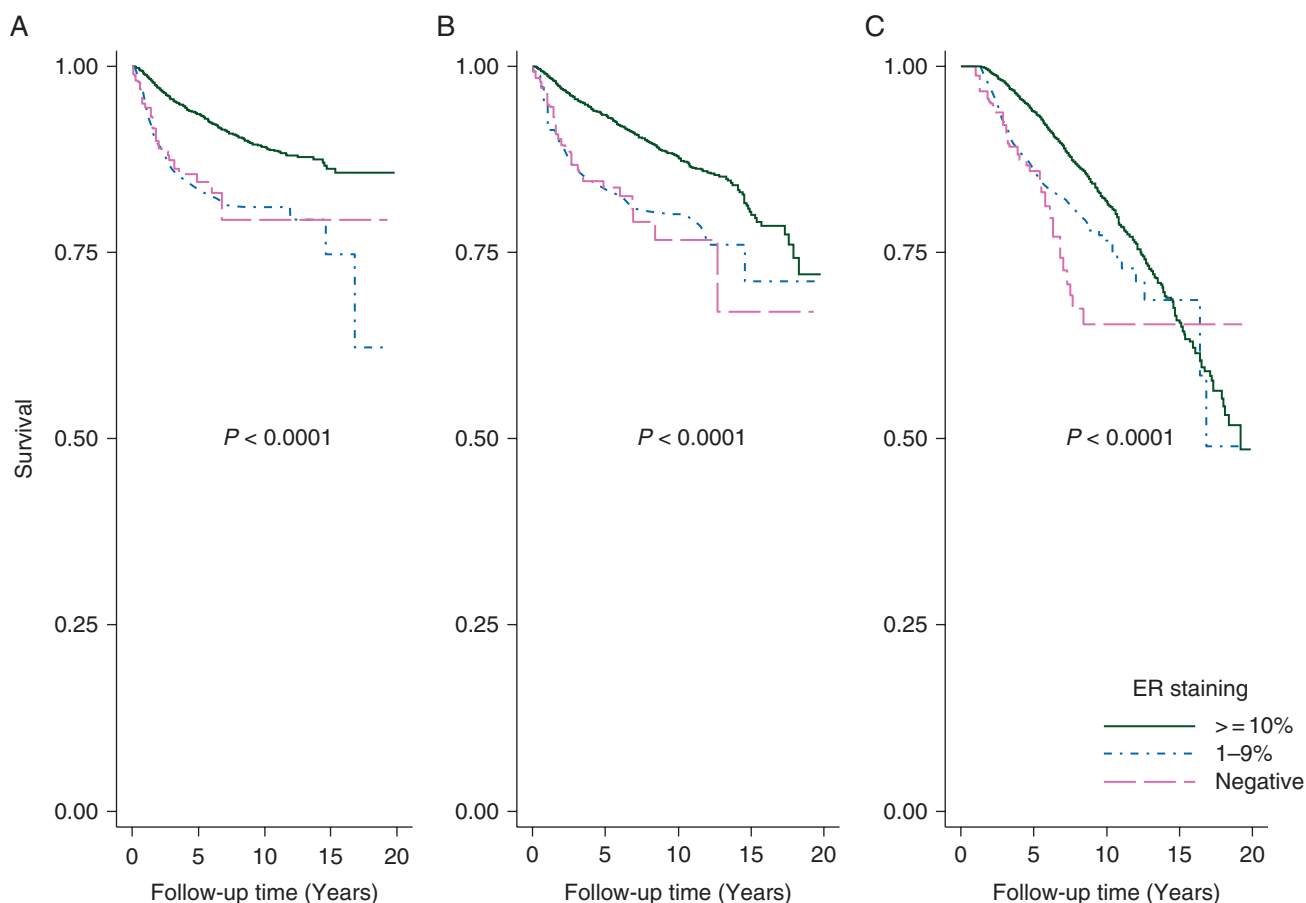 A
B
C
1.00
0.75
0.50
0.25
0.00
Survival
P < 0.0001
0 5 10 15 20
Follow-up time (Years)
1.00
0.75
0.50
0.25
0.00
P < 0.0001
0 5 10 15 20
Follow-up time (Years)
1.00
0.75
0.50
0.25
0.00
P < 0.0001
ER staining
>=10%
1–9%
Negative
0 5 10 15 20
Follow-up time (Years)